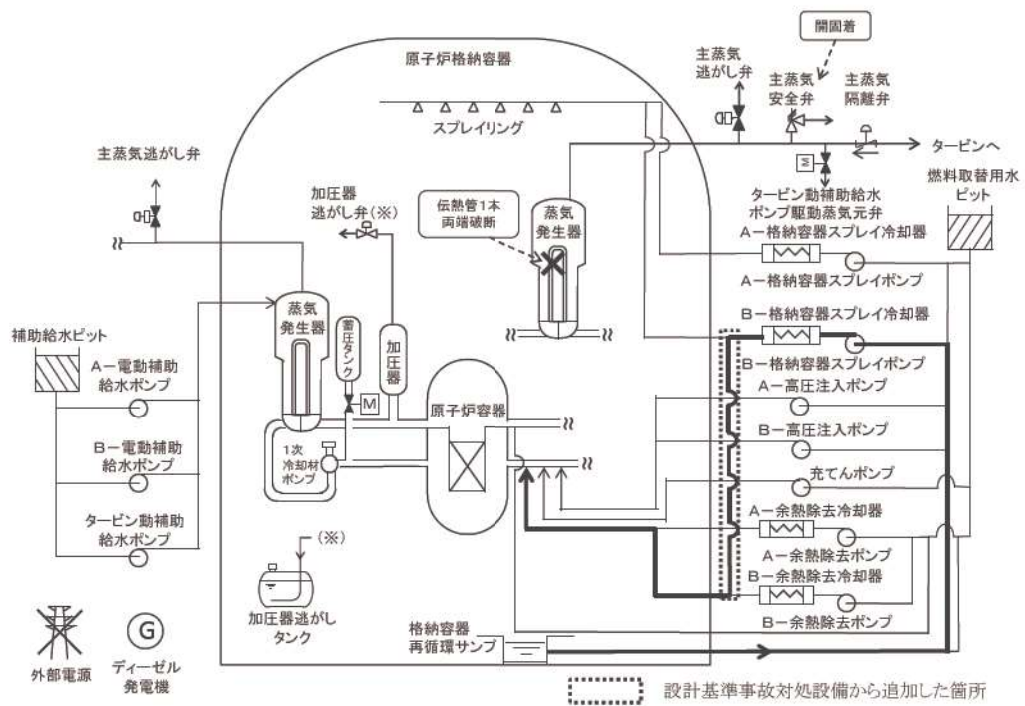 開固着
主蒸気
逃がし弁
主蒸気
安全弁
主蒸気
隔離弁
原子炉格納容器
スプレイリング
タービンへ
主蒸気逃がし弁
加圧器
逃がし弁(※)
伝熱管1本
両端破断
蒸気
発生器
M
タービン動補助給水
ポンプ駆動蒸気元弁
燃料取替用水
ピット
A-格納容器スプレイ冷却器
A-格納容器スプレイポンプ
蒸気
発生器
蓄圧タンク
加圧器
M
B-格納容器スプレイ冷却器
B-格納容器スプレイポンプ
補助給水ピット
A-電動補助
給水ポンプ
B-電動補助
給水ポンプ
タービン動補助
給水ポンプ
原子炉容器
1次
冷却材
ポンプ
A-高圧注入ポンプ
B-高圧注入ポンプ
充てんポンプ
A-余熱除去冷却器
A-余熱除去ポンプ
B-余熱除去冷却器
B-余熱除去ポンプ
(※)
加圧器逃がし
タンク
格納容器
再循環サンプ
外部電源
G
ディーゼル
発電機
設計基準事故対処設備から追加した箇所